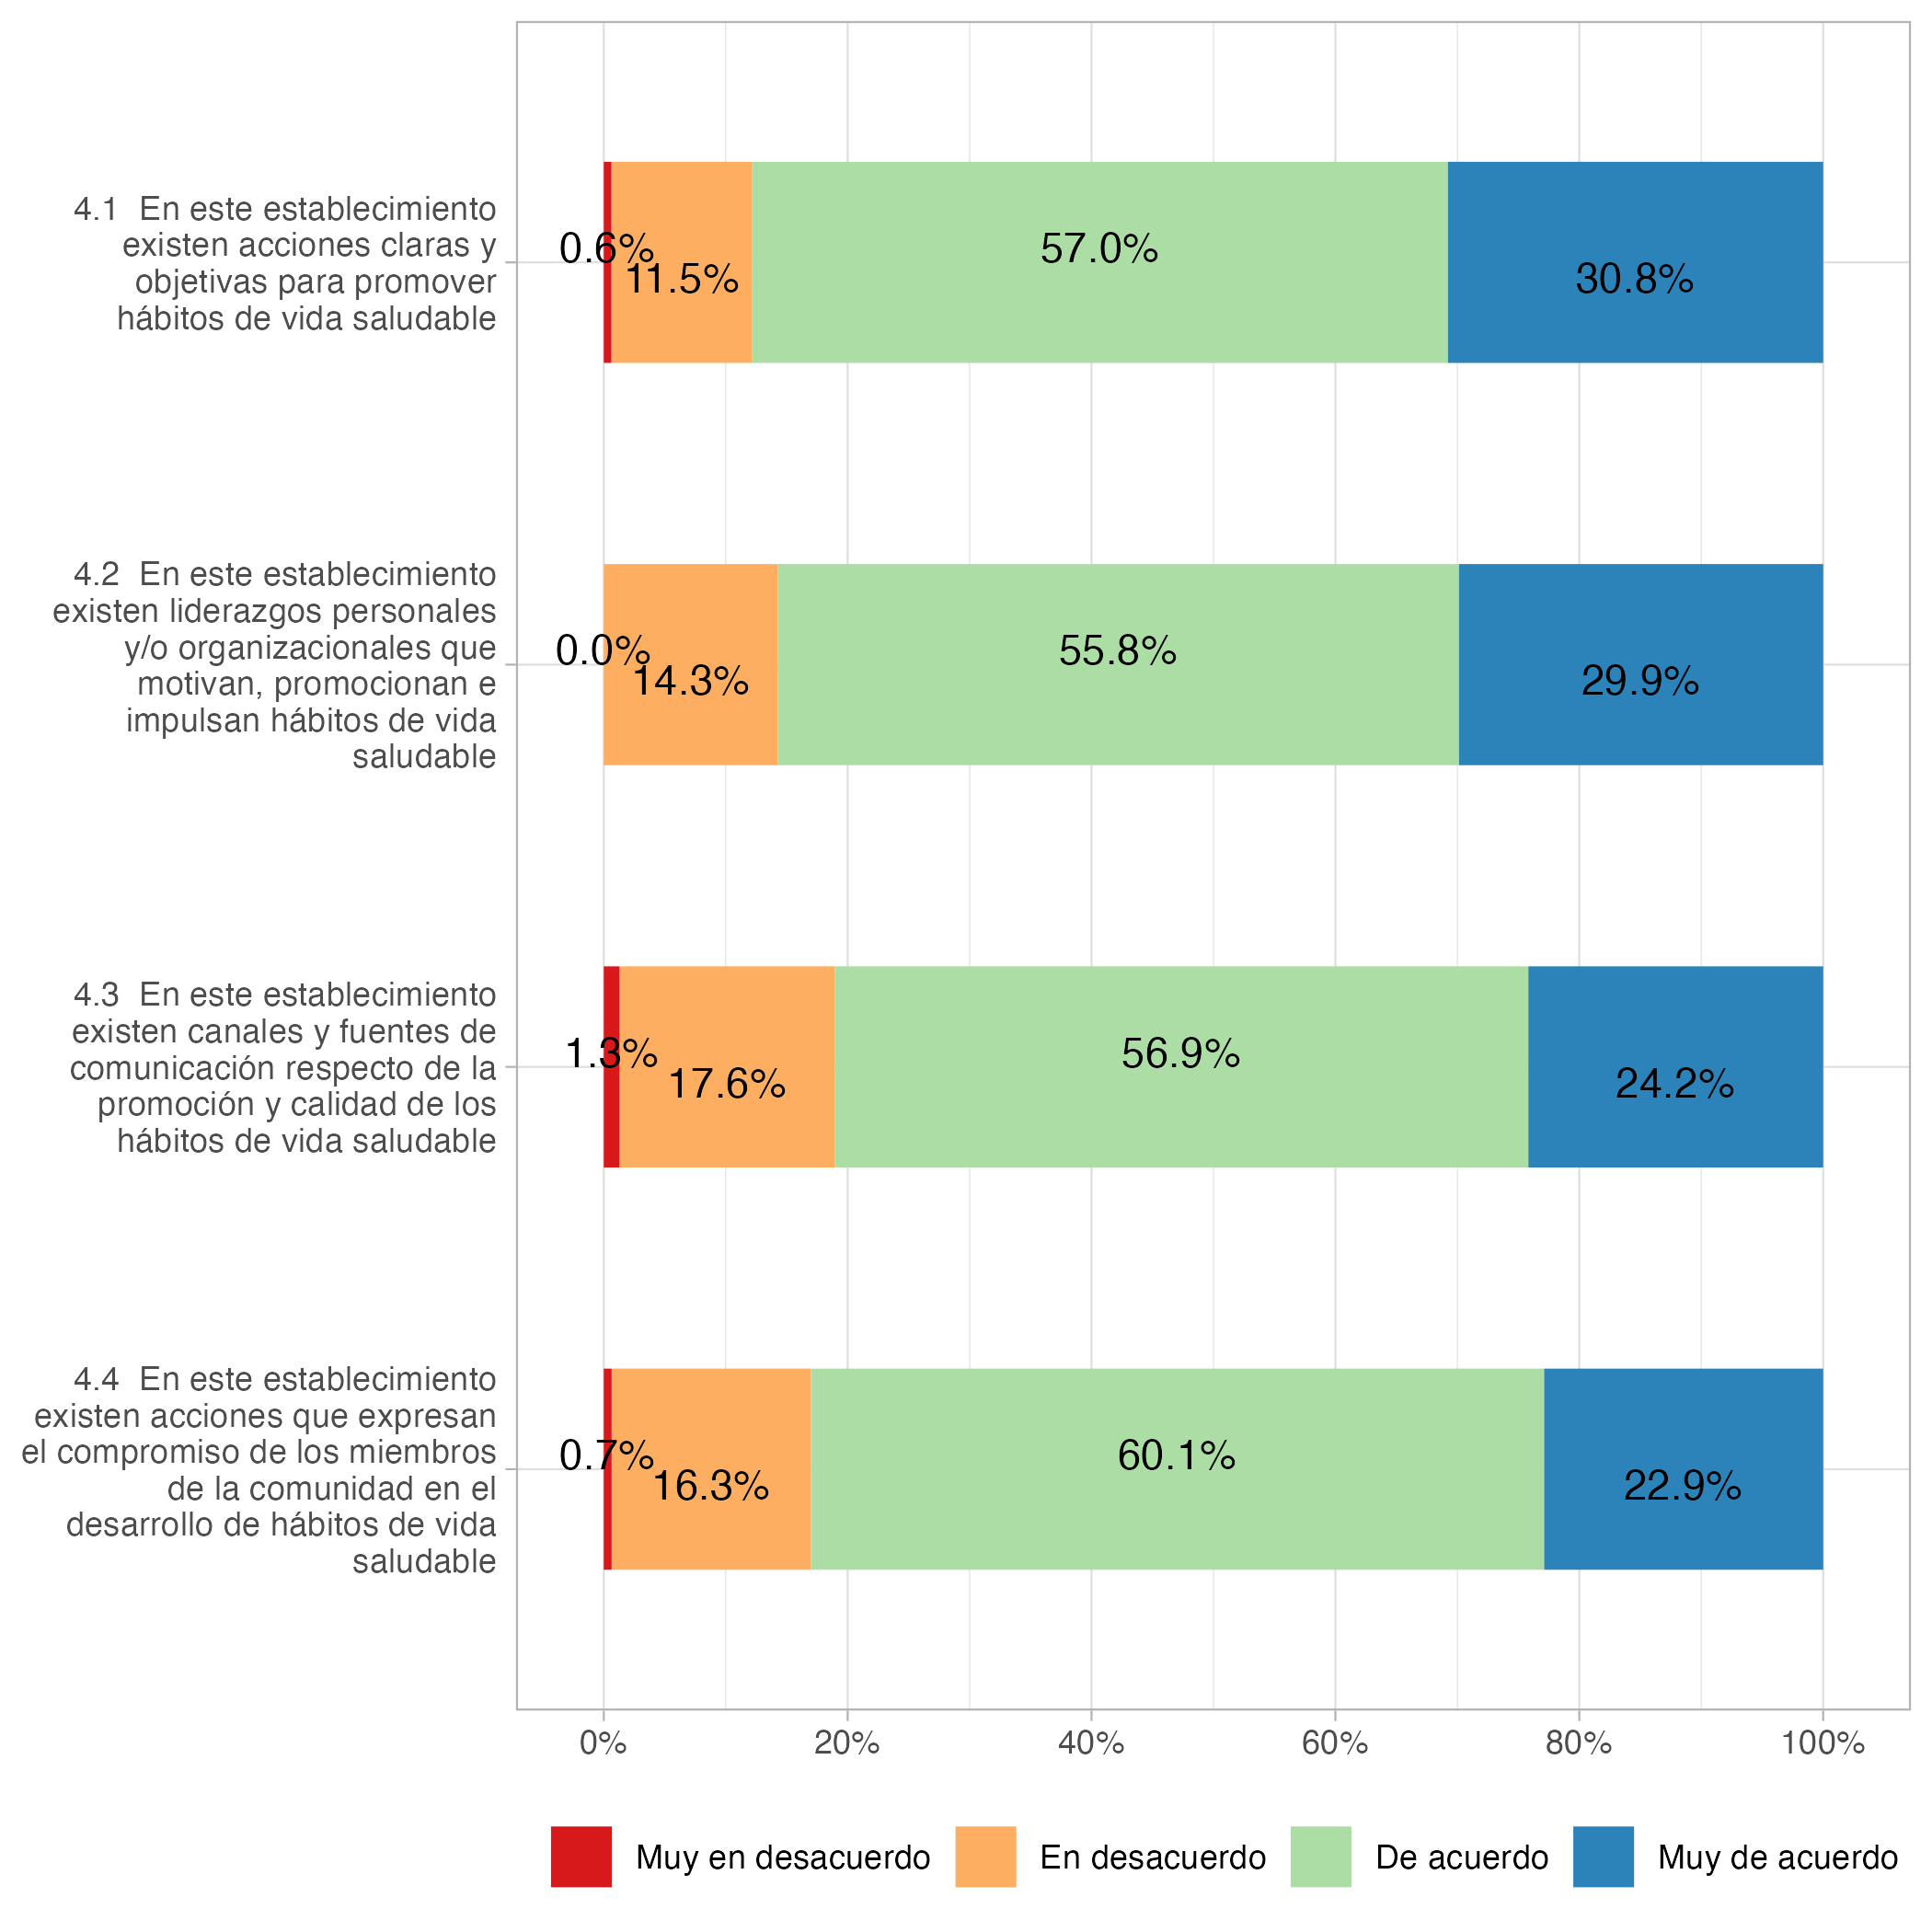 4.1  En este establecimiento
existen acciones claras y
objetivas para promover
hábitos de vida saludable
0.6%
11.5%
57.0%
30.8%
4.2  En este establecimiento
existen liderazgos personales
y/o organizacionales que
motivan, promocionan e
impulsan hábitos de vida
saludable
0.0%
14.3%
55.8%
29.9%
4.3  En este establecimiento
existen canales y fuentes de
comunicación respecto de la
promoción y calidad de los
hábitos de vida saludable
1.3%
17.6%
56.9%
24.2%
4.4  En este establecimiento
existen acciones que expresan
el compromiso de los miembros
de la comunidad en el
desarrollo de hábitos de vida
saludable
0.7%
16.3%
60.1%
22.9%
0% 20% 40% 60% 80% 100%
Muy en desacuerdo En desacuerdo De acuerdo Muy de acuerdo